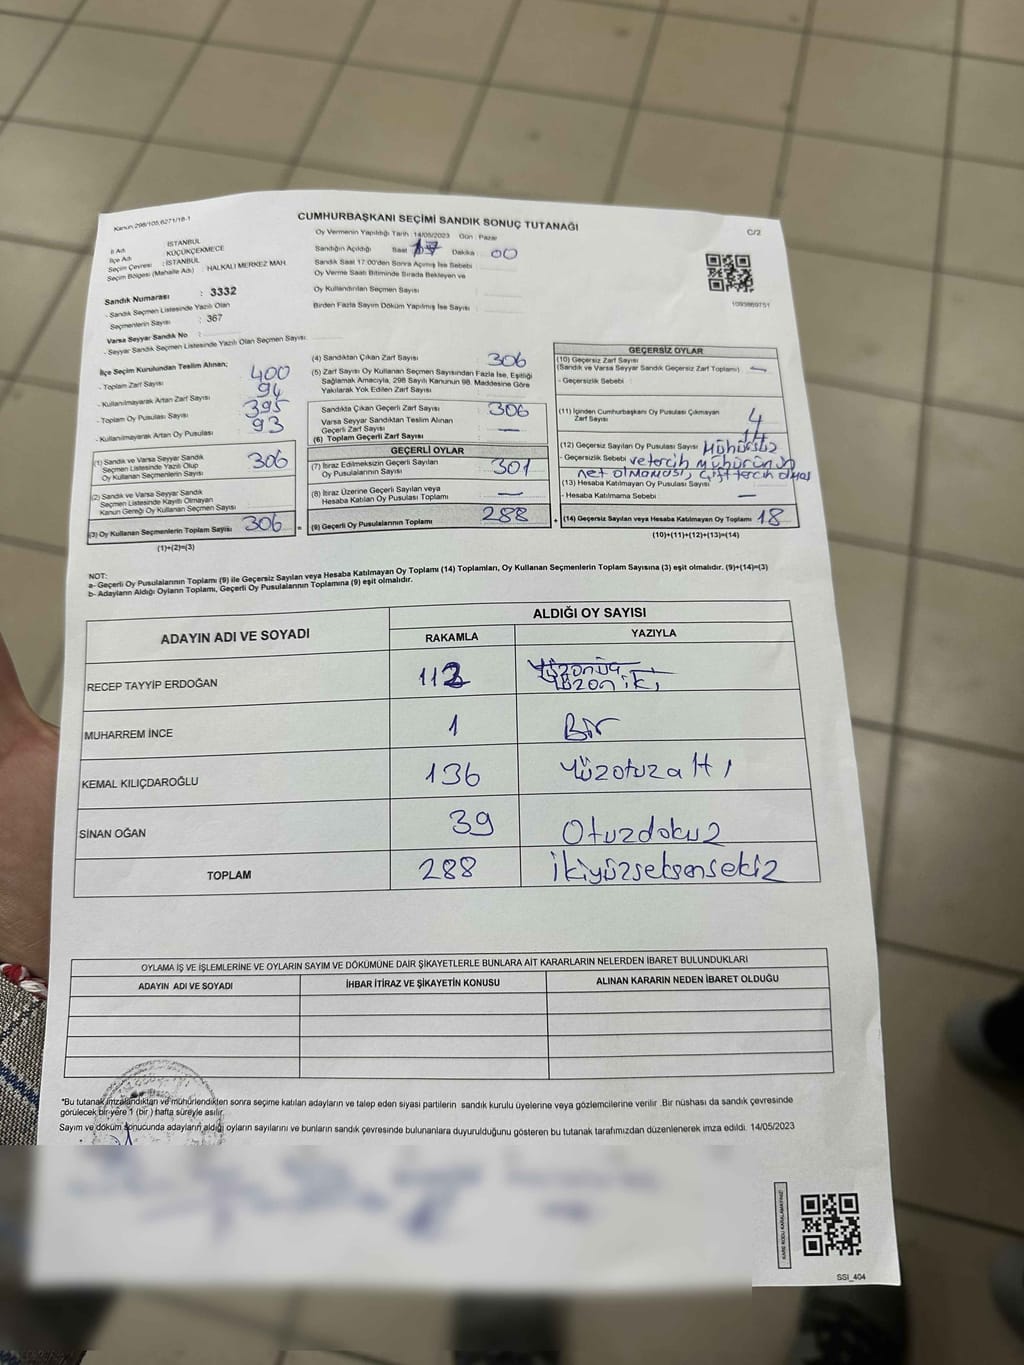 Kanun:298/105,6271/18-1
CUMHURBAŞKANI SEÇİMİ SANDIK SONUÇ TUTANAĞI
C/2
İl Adı : İSTANBUL
İlçe Adı : KÜÇÜKÇEKMECE
Seçim Çevresi : İSTANBUL
Seçim Bölgesi (Mahalle Adı) : HALKALI MERKEZ MAH.
Sandık Numarası : 3332
- Sandık Seçmen Listesinde Yazılı Olan
Seçmenlerin Sayısı : 367
Varsa Seyyar Sandık No :
- Seyyar Sandık Seçmen Listesinde Yazılı Olan Seçmen Sayısı:
Oy Vermenin Yapıldığı Tarih :14/05/2023 Gün : Pazar
Sandığın Açıldığı Saat 17 Dakika : 00
Sandık Saat 17:00'den Sonra Açılmış İse Sebebi :
Oy Verme Saati Bitiminde Sırada Bekleyen ve
Oy Kullandırılan Seçmen Sayısı :
Birden Fazla Sayım Döküm Yapılmış İse Sayısı :
1093869751
İlçe Seçim Kurulundan Teslim Alınan;
- Toplam Zarf Sayısı : 400
- Kullanılmayarak Artan Zarf Sayısı : 94
- Toplam Oy Pusulası Sayısı : 395
- Kullanılmayarak Artan Oy Pusulası : 93
(1) Sandık ve Varsa Seyyar Sandık
Seçmen Listesinde Yazılı Olup
Oy Kullanan Seçmenlerin Sayısı 306
(2) Sandık ve Varsa Seyyar Sandık
Seçmen Listesinde Kayıtlı Olmayan
Kanun Gereği Oy Kullanan Seçmen Sayısı
(3) Oy Kullanan Seçmenlerin Toplam Sayısı 306 =
(1)+(2)=(3)
(4) Sandıktan Çıkan Zarf Sayısı : 306
(5) Zarf Sayısı Oy Kullanan Seçmen Sayısından Fazla İse, Eşitliği
Sağlamak Amacıyla, 298 Sayılı Kanunun 98. Maddesine Göre
Yakılarak Yok Edilen Zarf Sayısı :
Sandıkta Çıkan Geçerli Zarf Sayısı : 306
Varsa Seyyar Sandıktan Teslim Alınan
Geçerli Zarf Sayısı : —
(6) Toplam Geçerli Zarf Sayısı :
GEÇERLİ OYLAR
(7) İtiraz Edilmeksizin Geçerli Sayılan
Oy Pusulalarının Sayısı : 301
(8) İtiraz Üzerine Geçerli Sayılan veya
Hesaba Katılan Oy Pusulası Toplamı : —
(9) Geçerli Oy Pusulalarının Toplamı 288 +
GEÇERSİZ OYLAR
(10) Geçersiz Zarf Sayısı
(Sandık ve Varsa Seyyar Sandık Geçersiz Zarf Toplamı) : —
- Geçersizlik Sebebi :
(11) İçinden Cumhurbaşkanı Oy Pusulası Çıkmayan
Zarf Sayısı : 4
14
(12) Geçersiz Sayılan Oy Pusulası Sayısı Mühürsüz
- Geçersizlik Sebebi ve tercih mühürünün
net olmaması, çift tercih olması
(13) Hesaba Katılmayan Oy Pusulası Sayısı
- Hesaba Katılmama Sebebi : —
(14) Geçersiz Sayılan veya Hesaba Katılmayan Oy Toplamı 18
(10)+(11)+(12)+(13)=(14)
NOT:
a- Geçerli Oy Pusulalarının Toplamı (9) ile Geçersiz Sayılan veya Hesaba Katılmayan Oy Toplamı (14) Toplamları, Oy Kullanan Seçmenlerin Toplam Sayısına (3) eşit olmalıdır. (9)+(14)=(3)
b- Adayların Aldığı Oyların Toplamı, Geçerli Oy Pusulalarının Toplamına (9) eşit olmalıdır.
ADAYIN ADI VE SOYADI
ALDIĞI OY SAYISI
RAKAMLA YAZIYLA
RECEP TAYYİP ERDOĞAN 112 Yüzoniki
MUHARREM İNCE 1 Bir
KEMAL KILIÇDAROĞLU 136 Yüzotuzaltı
SİNAN OĞAN 39 Otuzdokuz
TOPLAM 288 ikiyüzseksensekiz
OYLAMA İŞ VE İŞLEMLERİNE VE OYLARIN SAYIM VE DÖKÜMÜNE DAİR ŞİKAYETLERLE BUNLARA AİT KARARLARIN NELERDEN İBARET BULUNDUKLARI
ADAYIN ADI VE SOYADI İHBAR İTİRAZ VE ŞİKAYETİN KONUSU ALINAN KARARIN NEDEN İBARET OLDUĞU
*Bu tutanak imzalandıktan ve mühürlendikten sonra seçime katılan adayların ve talep eden siyasi partilerin sandık kurulu üyelerine veya gözlemcilerine verilir .Bir nüshası da sandık çevresinde
görülecek bir yere 1 (bir ) hafta süreyle asılır.
Sayım ve döküm sonucunda adayların aldığı oyların sayılarını ve bunların sandık çevresinde bulunanlara duyurulduğunu gösteren bu tutanak tarafımızdan düzenlenerek imza edildi. 14/05/2023
KARE KODU KARALAMAYINIZ!
SSI_404